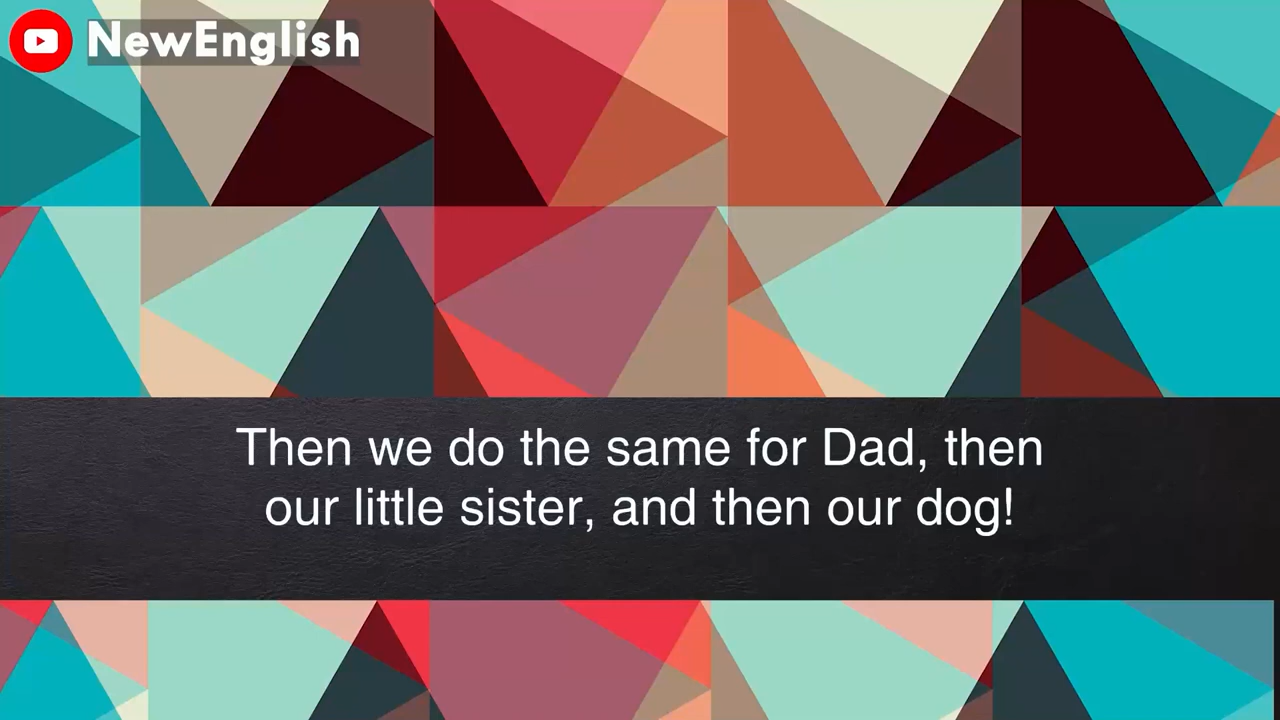 NewEnglish
Then we do the same for Dad, then
our little sister, and then our dog!